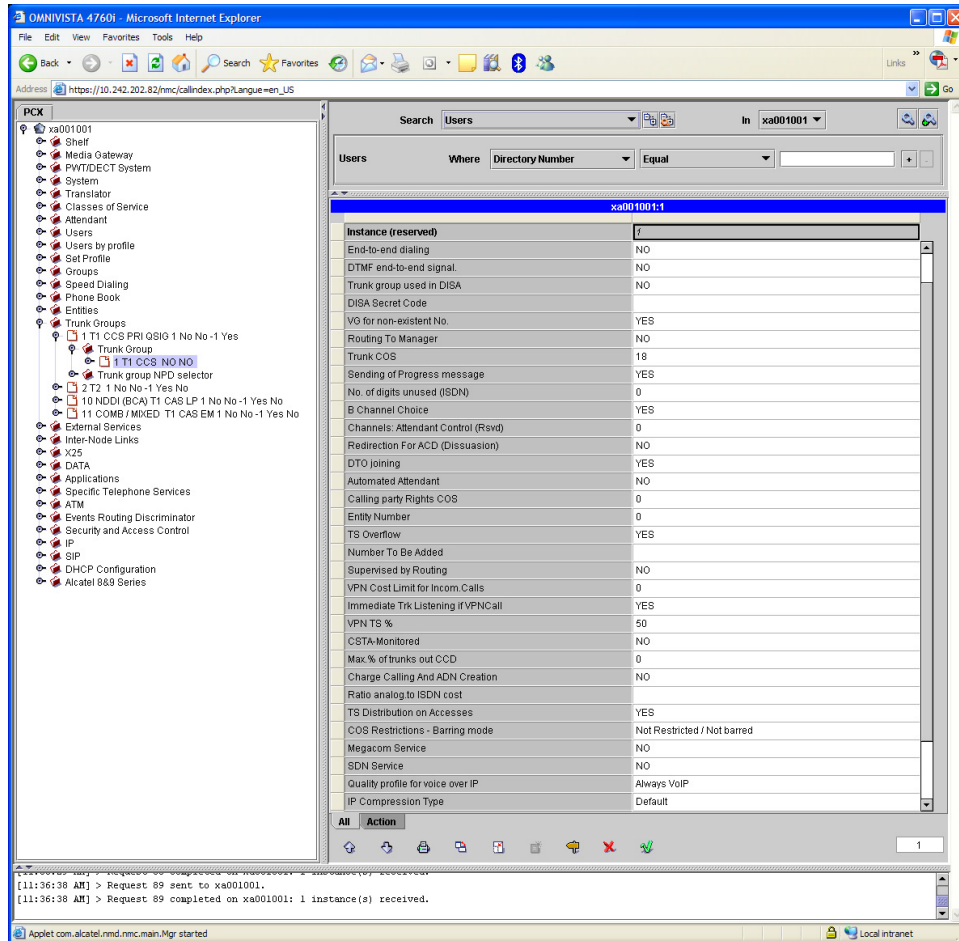 OMNIVISTA 4760i - Microsoft Internet Explorer
File Edit View Favorites Tools Help
Back Search Favorites Links »
Address https://10.242.202.82/nmc/callindex.php?Langue=en_US Go
PCX
xa001001
Shelf
Media Gateway
PWT/DECT System
System
Translator
Classes of Service
Attendant
Users
Users by profile
Set Profile
Groups
Speed Dialing
Phone Book
Entities
Trunk Groups
1 T1 CCS PRI QSIG 1 No No -1 Yes
Trunk Group
1 T1 CCS NO NO
Trunk group NPD selector
2 T2 1 No No -1 Yes No
10 NDDI (BCA) T1 CAS LP 1 No No -1 Yes No
11 COMB / MIXED T1 CAS EM 1 No No -1 Yes No
External Services
Inter-Node Links
X25
DATA
Applications
Specific Telephone Services
ATM
Events Routing Discriminator
Security and Access Control
IP
SIP
DHCP Configuration
Alcatel 8&9 Series
Search Users In xa001001
Users Where Directory Number Equal + -
xa001001:1
Instance (reserved) 1
End-to-end dialing NO
DTMF end-to-end signal. NO
Trunk group used in DISA NO
DISA Secret Code
VG for non-existent No. YES
Routing To Manager NO
Trunk COS 18
Sending of Progress message YES
No. of digits unused (ISDN) 0
B Channel Choice YES
Channels: Attendant Control (Rsvd) 0
Redirection For ACD (Dissuasion) NO
DTO joining YES
Automated Attendant NO
Calling party Rights COS 0
Entity Number 0
TS Overflow YES
Number To Be Added
Supervised by Routing NO
VPN Cost Limit for Incom.Calls 0
Immediate Trk Listening if VPNCall YES
VPN TS % 50
CSTA-Monitored NO
Max.% of trunks out CCD 0
Charge Calling And ADN Creation NO
Ratio analog.to ISDN cost
TS Distribution on Accesses YES
COS Restrictions - Barring mode Not Restricted / Not barred
Megacom Service NO
SDN Service NO
Quality profile for voice over IP Always VoIP
IP Compression Type Default
All Action
1
[11:36:38 AM] > Request 89 sent to xa001001.
[11:36:38 AM] > Request 89 completed on xa001001: 1 instance(s) received.
Applet com.alcatel.nmd.nmc.main.Mgr started Local intranet